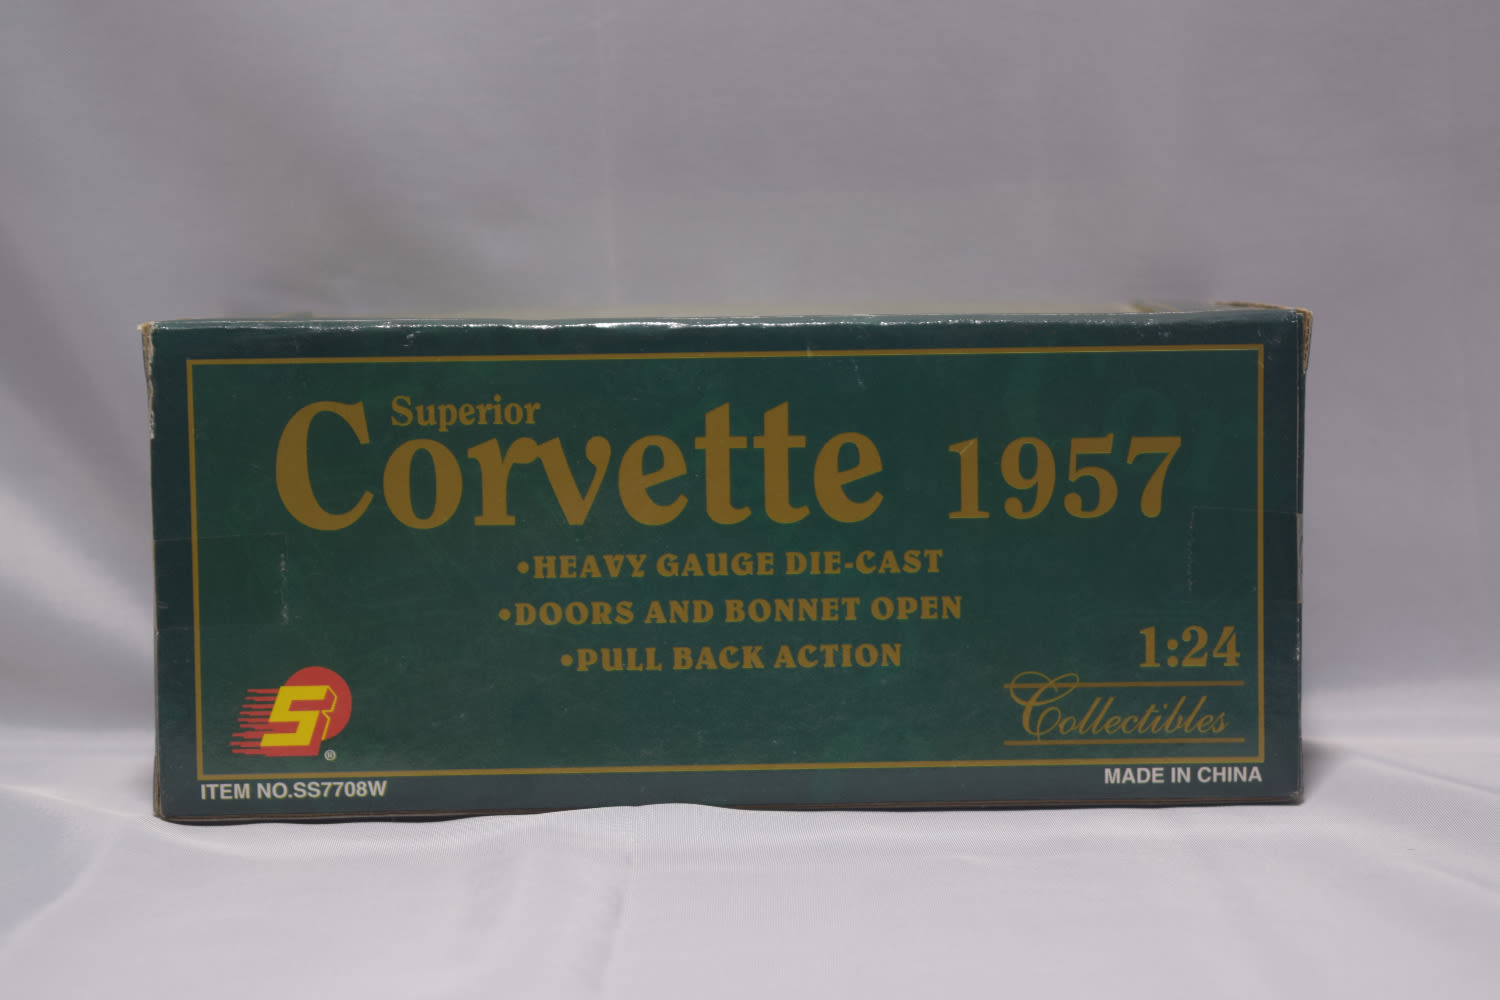 Superior
Corvette 1957
•HEAVY GAUGE DIE-CAST
•DOORS AND BONNET OPEN
•PULL BACK ACTION
1:24
Collectibles
S
®
ITEM NO.SS7708W
MADE IN CHINA